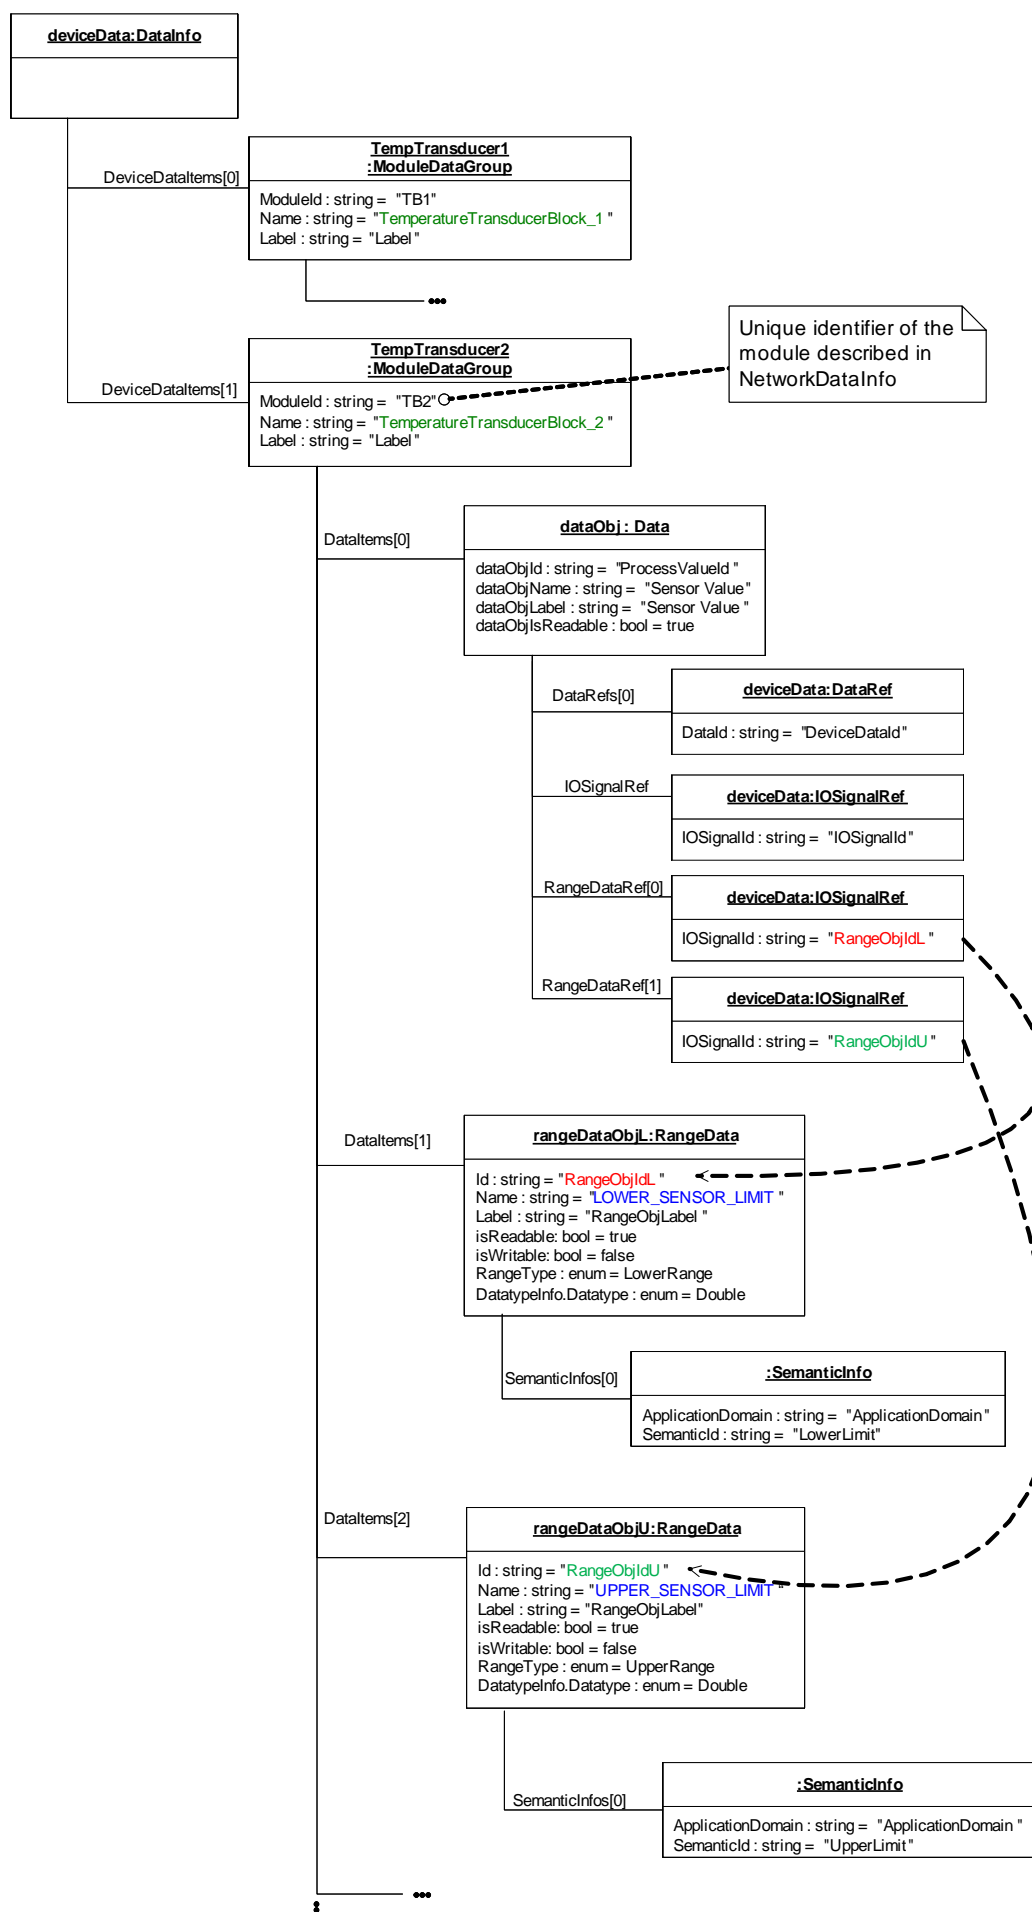 deviceData:DataInfo
TempTransducer1
:ModuleDataGroup
DeviceDataItems[0]
ModuleId : string = "TB1"
Name : string = "TemperatureTransducerBlock_1 "
Label : string = "Label"
•••
Unique identifier of the
module described in
NetworkDataInfo
TempTransducer2
:ModuleDataGroup
DeviceDataItems[1]
ModuleId : string = "TB2"
Name : string = "TemperatureTransducerBlock_2 "
Label : string = "Label"
DataItems[0]
dataObj : Data
dataObjId : string = "ProcessValueId "
dataObjName : string = "Sensor Value"
dataObjLabel : string = "Sensor Value "
dataObjIsReadable : bool = true
DataRefs[0]
deviceData:DataRef
DataId : string = "DeviceDataId"
IOSignalRef
deviceData:IOSignalRef
IOSignalId : string = "IOSignalId"
RangeDataRef[0]
deviceData:IOSignalRef
IOSignalId : string = "RangeObjIdL "
RangeDataRef[1]
deviceData:IOSignalRef
IOSignalId : string = "RangeObjIdU "
DataItems[1]
rangeDataObjL:RangeData
Id : string = "RangeObjIdL "
Name : string = "LOWER_SENSOR_LIMIT "
Label : string = "RangeObjLabel "
isReadable: bool = true
isWritable: bool = false
RangeType : enum = LowerRange
DatatypeInfo.Datatype : enum = Double
SemanticInfos[0]
:SemanticInfo
ApplicationDomain : string = "ApplicationDomain "
SemanticId : string = "LowerLimit"
DataItems[2]
rangeDataObjU:RangeData
Id : string = "RangeObjIdU "
Name : string = "UPPER_SENSOR_LIMIT "
Label : string = "RangeObjLabel"
isReadable: bool = true
isWritable: bool = false
RangeType : enum = UpperRange
DatatypeInfo.Datatype : enum = Double
SemanticInfos[0]
:SemanticInfo
ApplicationDomain : string = "ApplicationDomain "
SemanticId : string = "UpperLimit"
•••